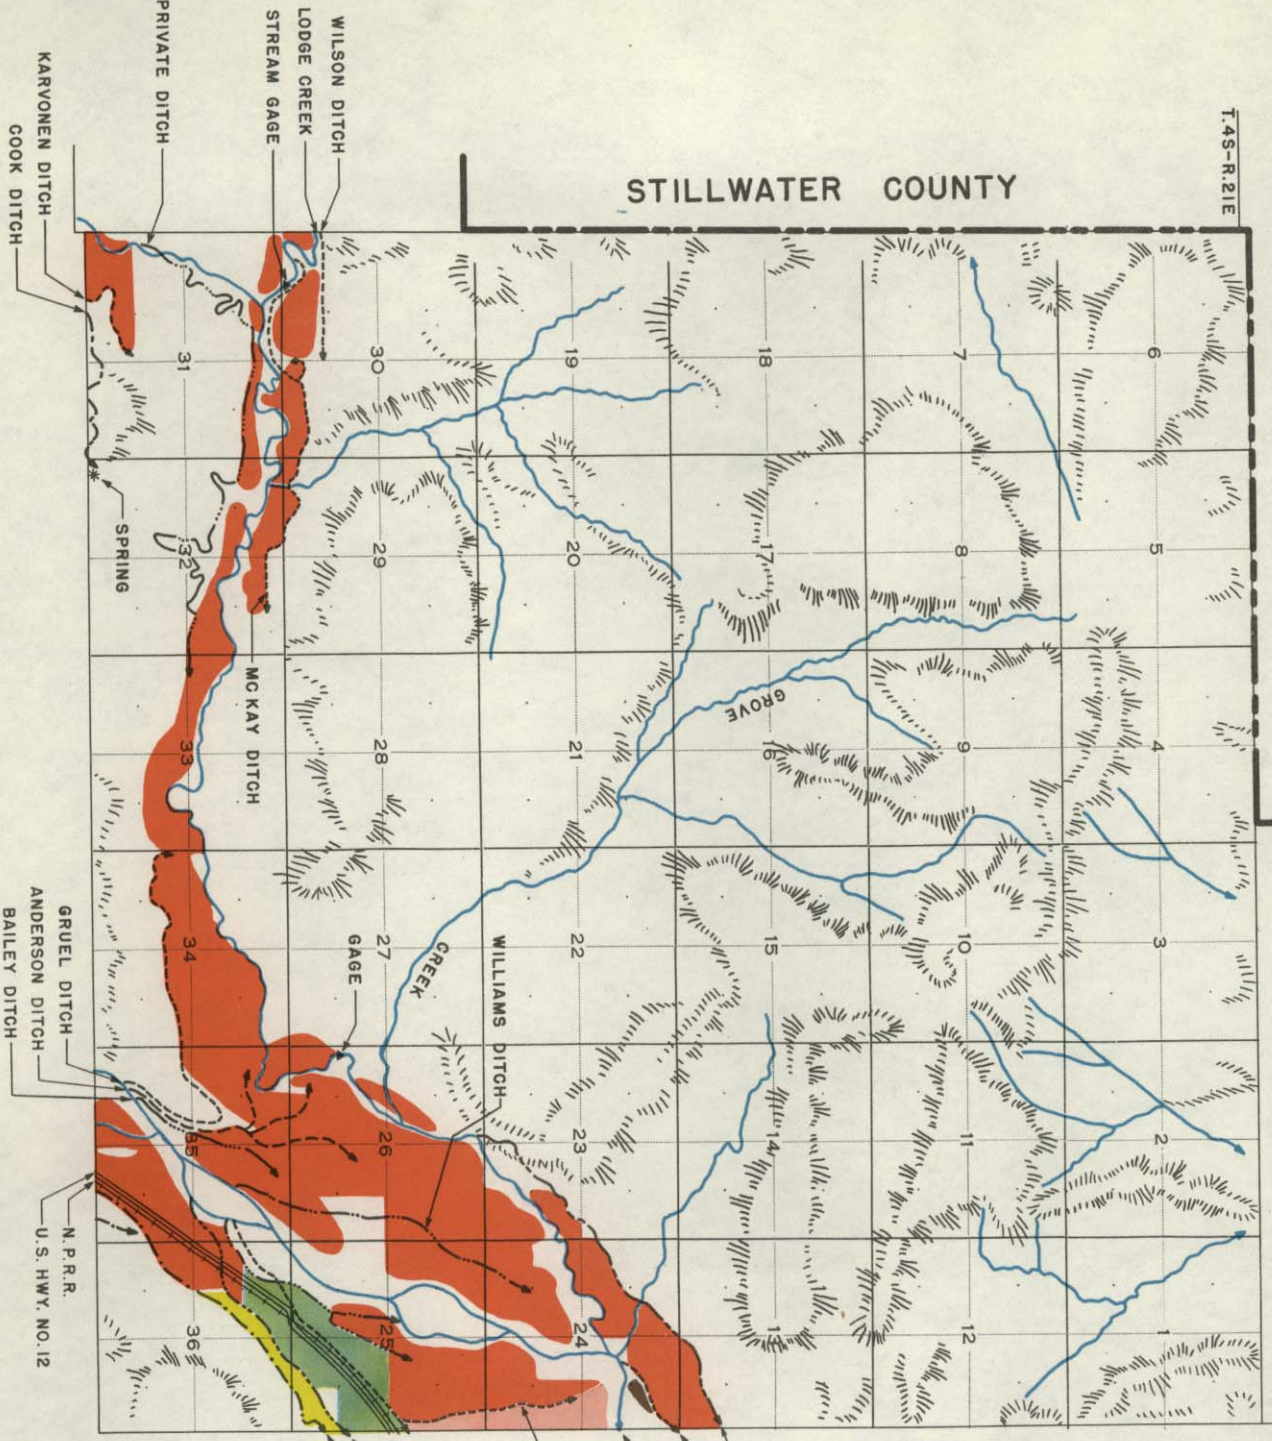 T.4S-R.21E
STILLWATER COUNTY
WILSON DITCH
LODGE CREEK
STREAM GAGE
PRIVATE DITCH
KARVONEN DITCH
COOK DITCH
SPRING
MC KAY DITCH
GROVE
CREEK
WILLIAMS DITCH
GAGE
GRUEL DITCH
ANDERSON DITCH
BAILEY DITCH
N.P.R.R.
U.S. HWY. NO. 12
6
5
4
3
2
1
7
8
9
10
11
12
18
17
16
15
14
13
19
20
21
22
23
24
30
29
28
27
26
25
31
32
33
34
35
36